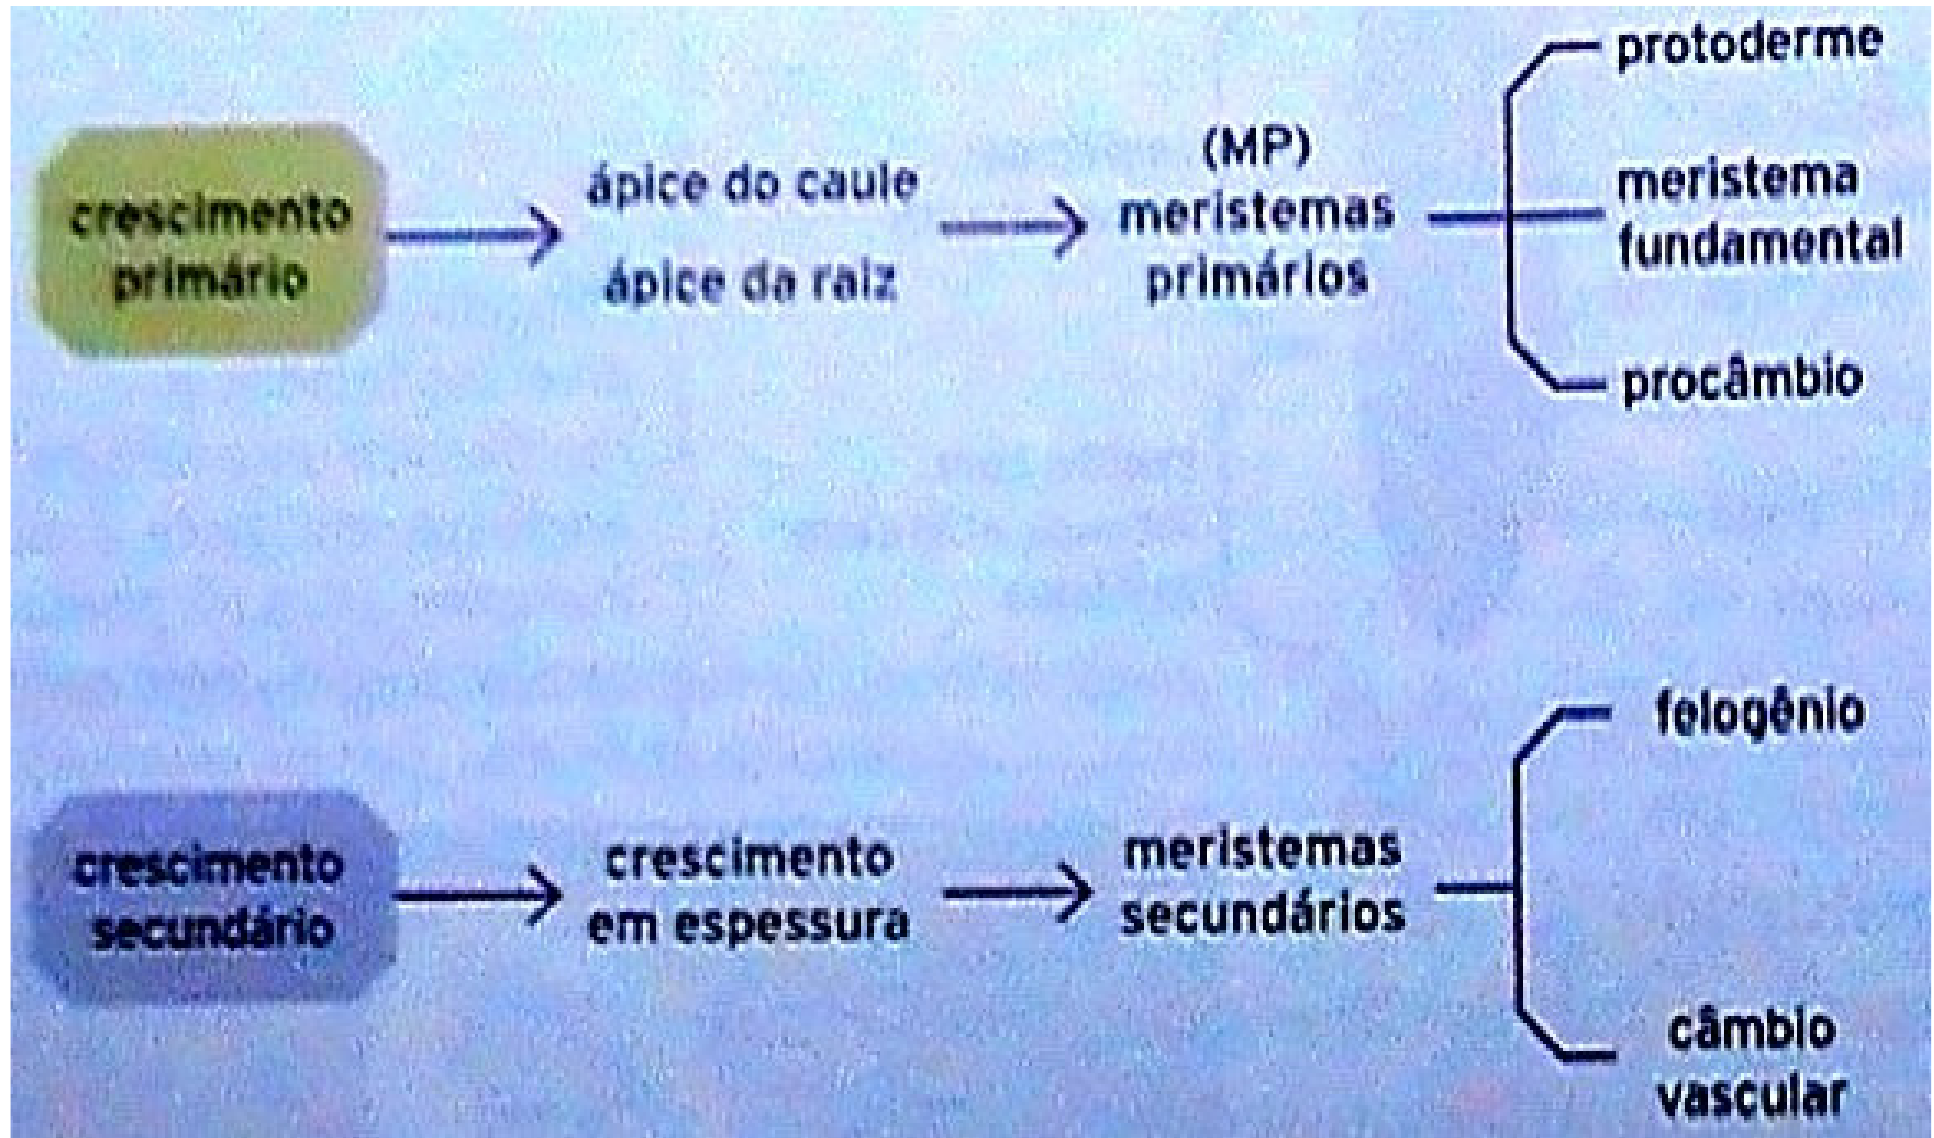 crescimento
primário
ápice do caule
ápice da raiz
(MP)
meristemas
primários
protoderme
meristema
fundamental
procâmbio
crescimento
secundário
crescimento
em espessura
meristemas
secundários
felogênio
câmbio
vascular